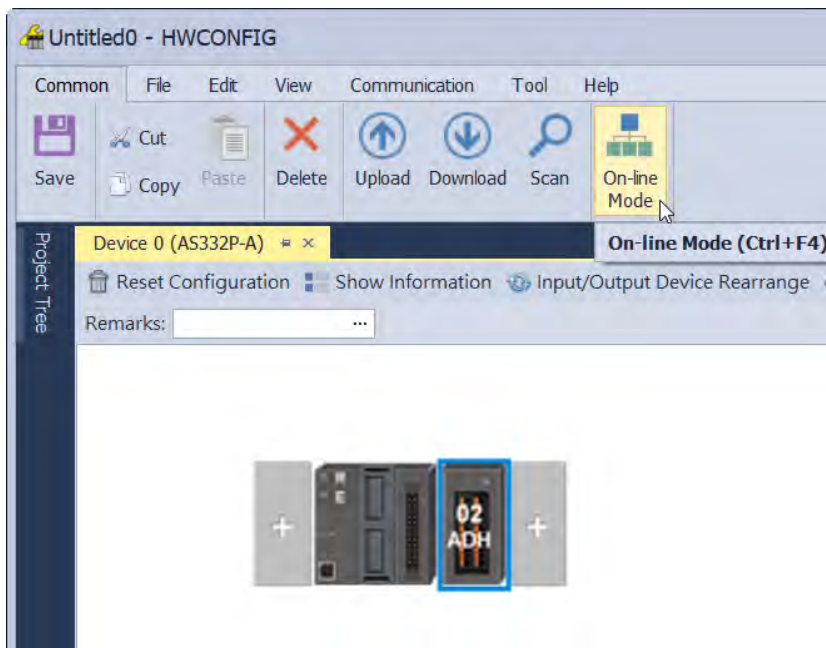 Untitled0 - HWCONFIG
Common File Edit View Communication Tool Help
Save Cut Copy Paste Delete Upload Download Scan On-line Mode
Project Tree
Device 0 (AS332P-A)
On-line Mode (Ctrl+F4)
Reset Configuration Show Information Input/Output Device Rearrange
Remarks: ...
R
E
02
ADH